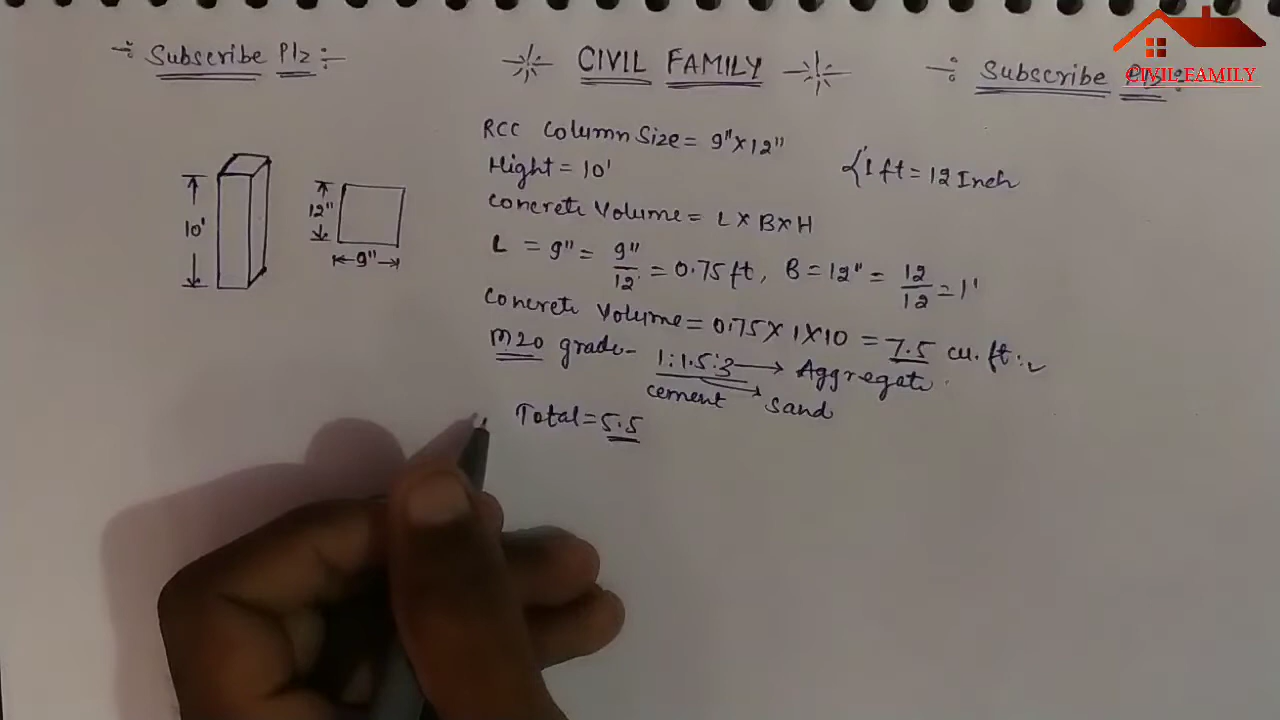 ÷ Subscribe Plz :-
CIVIL FAMILY
÷ Subscribe Plz :-
CIVIL FAMILY
RCC Column Size = 9" x 12"
Hight = 10'
{1 ft = 12 Inch
Concrete Volume = L x B x H
L = 9" = 9"/12 = 0.75 ft, B = 12" = 12/12 = 1'
Concrete Volume = 0.75 x 1 x 10 = 7.5 cu. ft.
M20 grade - 1:1.5:3 → Aggregate
cement → Sand
Total = 5.5
10'
12"
9"